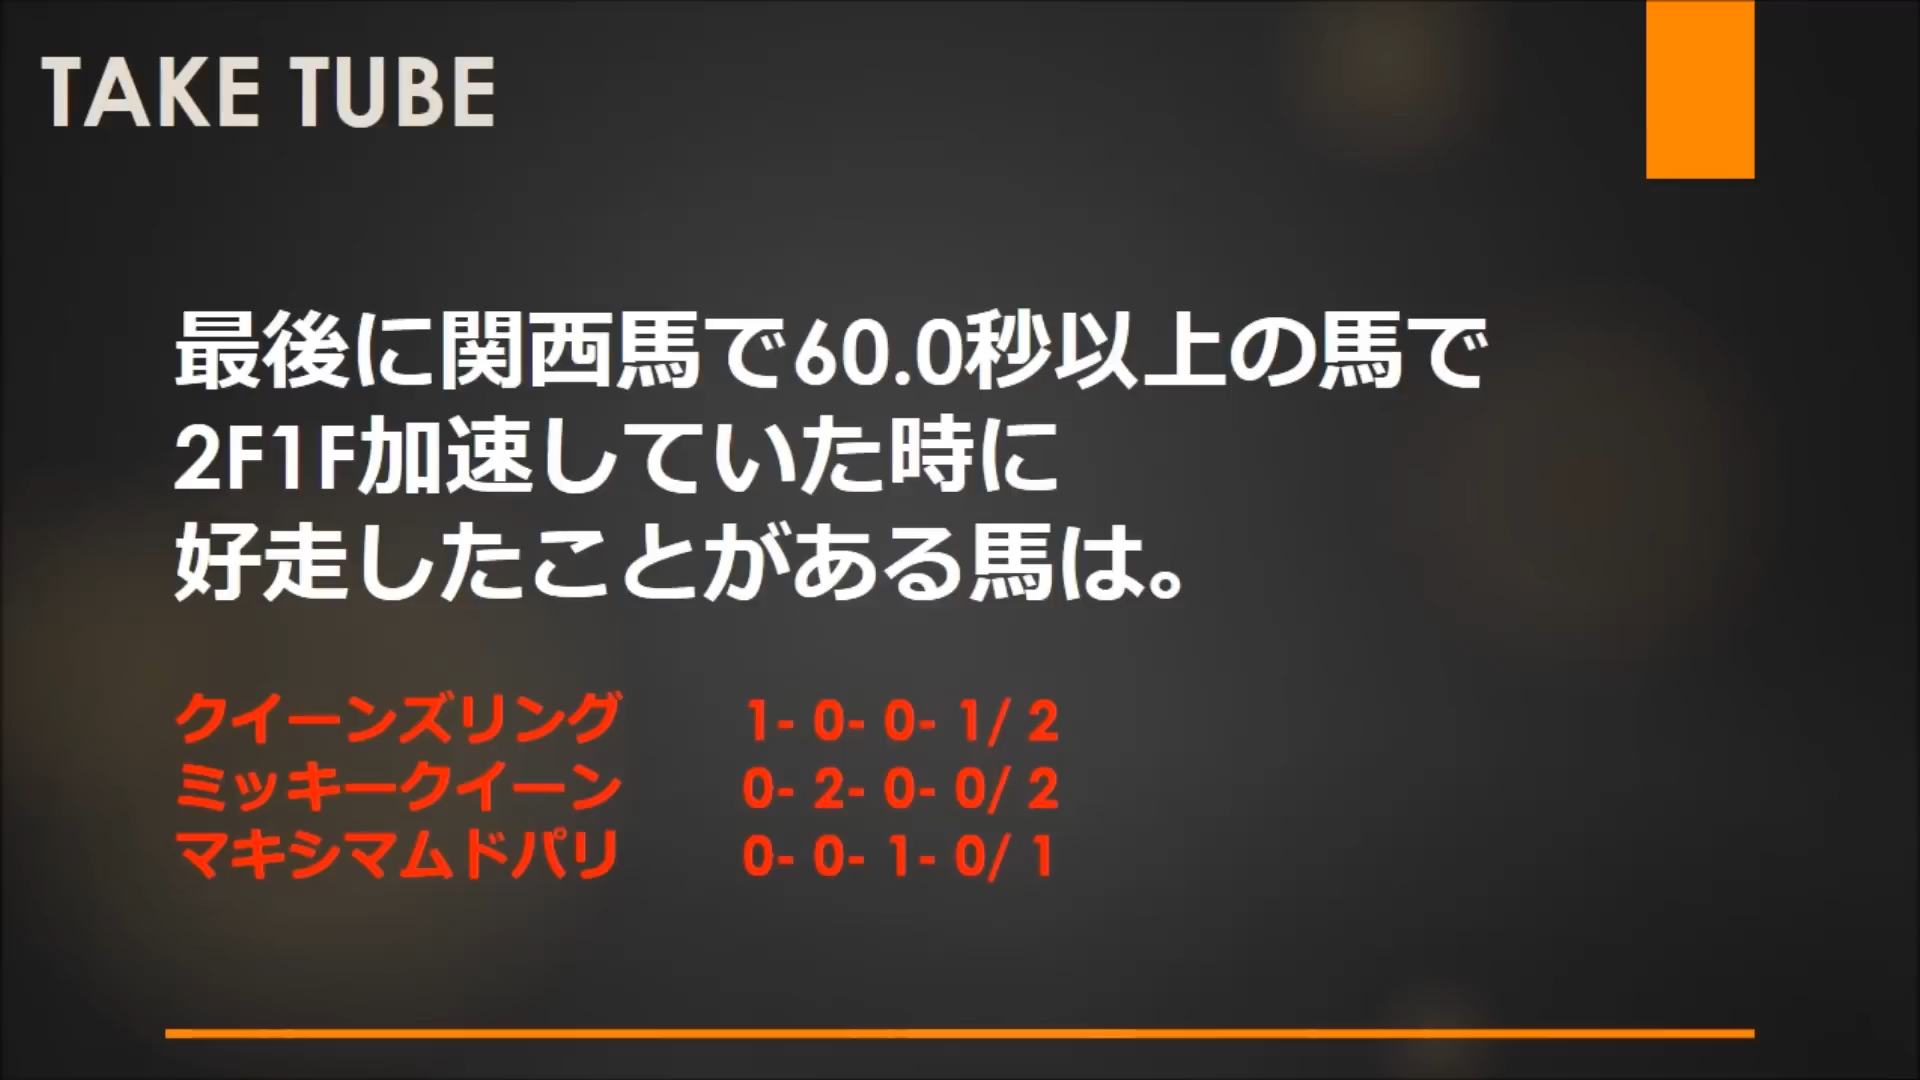 TAKE TUBE
最後に関西馬で60.0秒以上の馬で
2F1F加速していた時に
好走したことがある馬は。
クイーンズリング 1- 0- 0- 1/ 2
ミッキークイーン 0- 2- 0- 0/ 2
マキシマムドパリ 0- 0- 1- 0/ 1